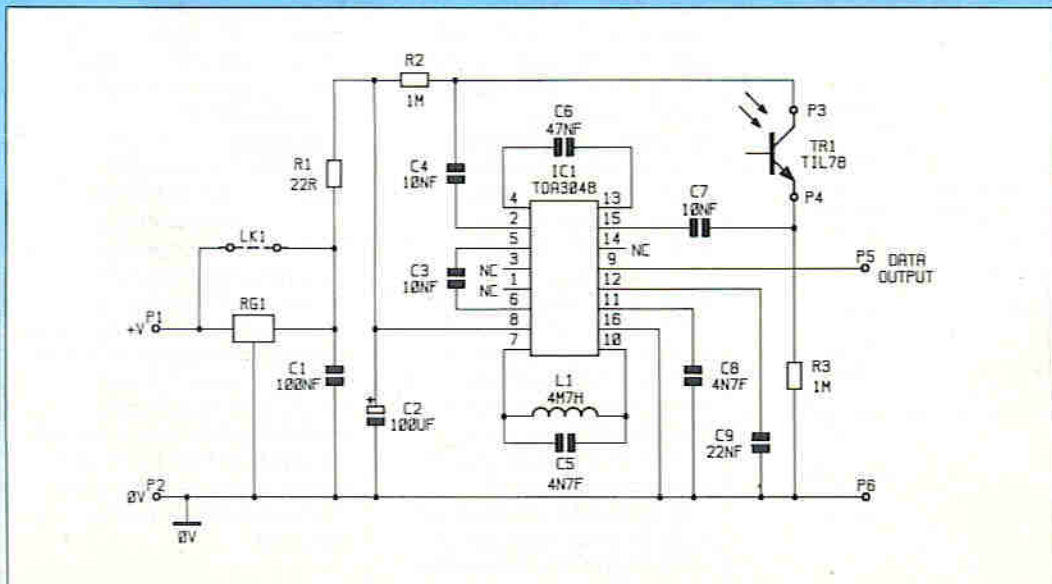 R2
1M
P3
C6
47NF
TR1
TIL78
R1
22R
C4
10NF
IC1
TDA3048
C7
10NF
P4
4
13
2
15
5
14
NC
LK1
C3
10NF
NC
3
9
P5
DATA
OUTPUT
NC
1
12
RG1
6
11
P1
+V
8
16
7
10
C1
100NF
+
C2
100UF
L1
4M7H
C8
4N7F
R3
1M
C9
22NF
C5
4N7F
P2
0V
P6
0V